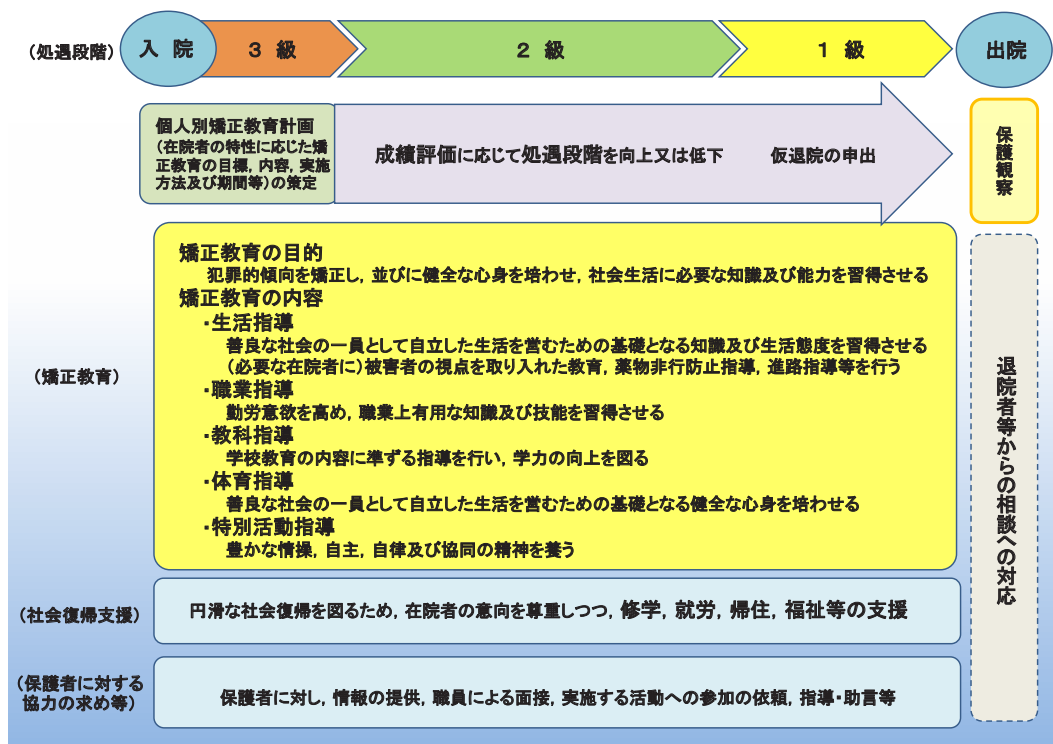 （処遇段階）
入 院
３ 級
２ 級
１ 級
出院
個人別矯正教育計画
（在院者の特性に応じた矯
正教育の目標，内容，実施
方法及び期間等）の策定
成績評価に応じて処遇段階を向上又は低下
仮退院の申出
保護観察
（矯正教育）
矯正教育の目的
犯罪的傾向を矯正し，並びに健全な心身を培わせ，社会生活に必要な知識及び能力を習得させる
矯正教育の内容
・生活指導
善良な社会の一員として自立した生活を営むための基礎となる知識及び生活態度を習得させる
（必要な在院者に）被害者の視点を取り入れた教育，薬物非行防止指導，進路指導等を行う
・職業指導
勤労意欲を高め，職業上有用な知識及び技能を習得させる
・教科指導
学校教育の内容に準ずる指導を行い，学力の向上を図る
・体育指導
善良な社会の一員として自立した生活を営むための基礎となる健全な心身を培わせる
・特別活動指導
豊かな情操，自主，自律及び協同の精神を養う
退院者等からの相談への対応
（社会復帰支援）
円滑な社会復帰を図るため，在院者の意向を尊重しつつ，修学，就労，帰住，福祉等の支援
（保護者に対する
協力の求め等）
保護者に対し，情報の提供，職員による面接，実施する活動への参加の依頼，指導・助言等